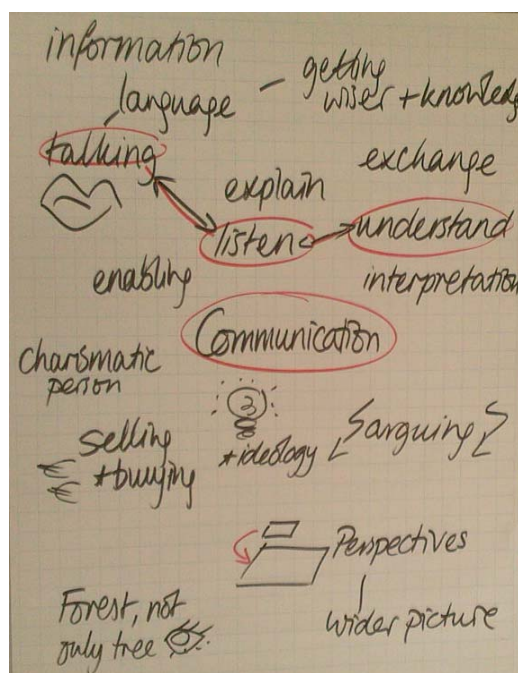 information
language - getting
wiser + knowledg
talking
exchange
explain
listen
understand
enabling
interpretation
Communication
charismatic
person
selling
+buying
*ideology
arguing
Perspectives
wider picture
Forest, not
only tree